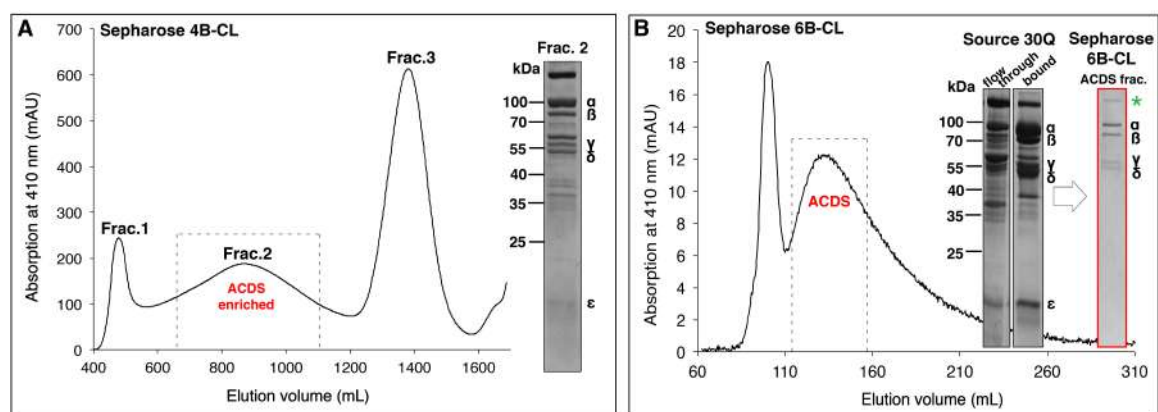 A
Sepharose 4B-CL
Absorption at 410 nm (mAU)
700
600
500
400
300
200
100
0
400
600
800
1000
1200
1400
1600
Elution volume (mL)
Frac.1
Frac.2
ACDS
enriched
Frac.3
Frac. 2
kDa
100
70
55
40
35
25
α
ß
γ
δ
ε
B
Sepharose 6B-CL
Absorption at 410 nm (mAU)
20
18
16
14
12
10
8
6
4
2
0
60
110
160
210
260
310
Elution volume (mL)
ACDS
Source 30Q
flow through
bound
kDa
100
70
55
40
35
25
α
ß
γ
δ
ε
Sepharose
6B-CL
ACDS frac.
*
α
ß
γ
δ